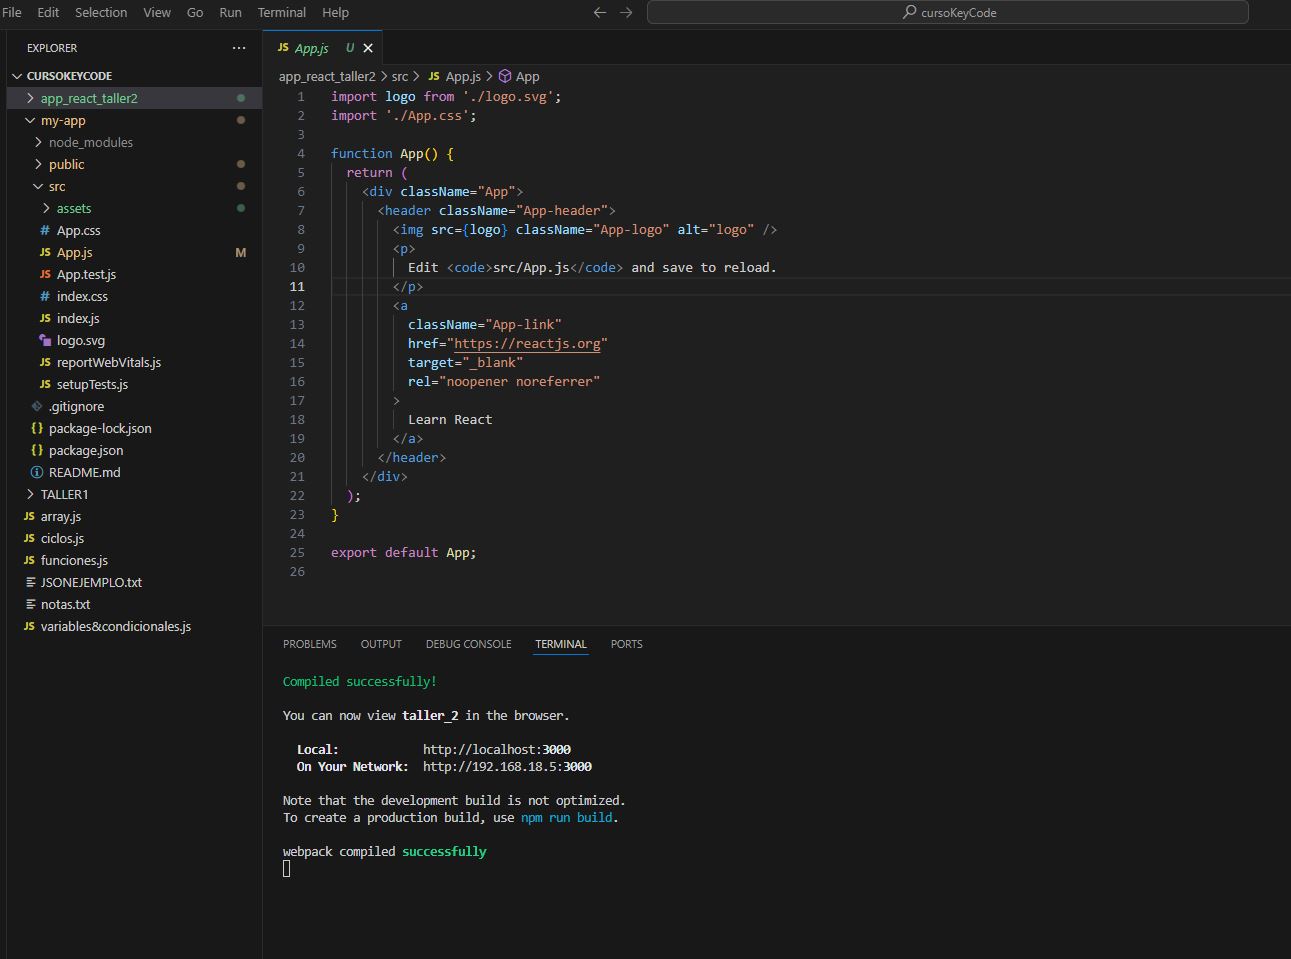 File Edit Selection View Go Run Terminal Help cursoKeyCode
EXPLORER ...
CURSOKEYCODE
app_react_taller2
my-app
node_modules
public
src
assets
# App.css
JS App.js M
JS App.test.js
# index.css
JS index.js
logo.svg
JS reportWebVitals.js
JS setupTests.js
.gitignore
{} package-lock.json
{} package.json
README.md
TALLER1
JS array.js
JS ciclos.js
JS funciones.js
JSONEJEMPLO.txt
notas.txt
JS variables&condicionales.js
JS App.js U
app_react_taller2 > src > JS App.js > App
1 import logo from './logo.svg';
2 import './App.css';
3
4 function App() {
5 return (
6 <div className="App">
7 <header className="App-header">
8 <img src={logo} className="App-logo" alt="logo" />
9 <p>
10 Edit <code>src/App.js</code> and save to reload.
11 </p>
12 <a
13 className="App-link"
14 href="https://reactjs.org"
15 target="_blank"
16 rel="noopener noreferrer"
17 >
18 Learn React
19 </a>
20 </header>
21 </div>
22 );
23 }
24
25 export default App;
26
PROBLEMS OUTPUT DEBUG CONSOLE TERMINAL PORTS
Compiled successfully!
You can now view taller_2 in the browser.
Local: http://localhost:3000
On Your Network: http://192.168.18.5:3000
Note that the development build is not optimized.
To create a production build, use npm run build.
webpack compiled successfully